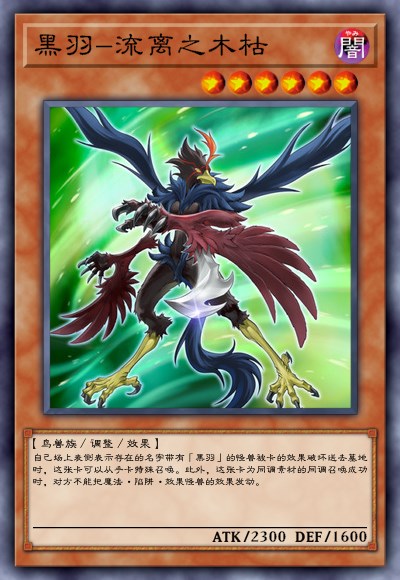 黑羽-流离之木枯
やみ
闇
【鸟兽族/调整/效果】
自己场上表侧表示存在的名字带有「黑羽」的怪兽被卡的效果破坏送去墓地
时,这张卡可以从手卡特殊召唤。此外,这张卡为同调素材的同调召唤成功
时,对方不能把魔法·陷阱·效果怪兽的效果发动。
ATK/2300 DEF/1600